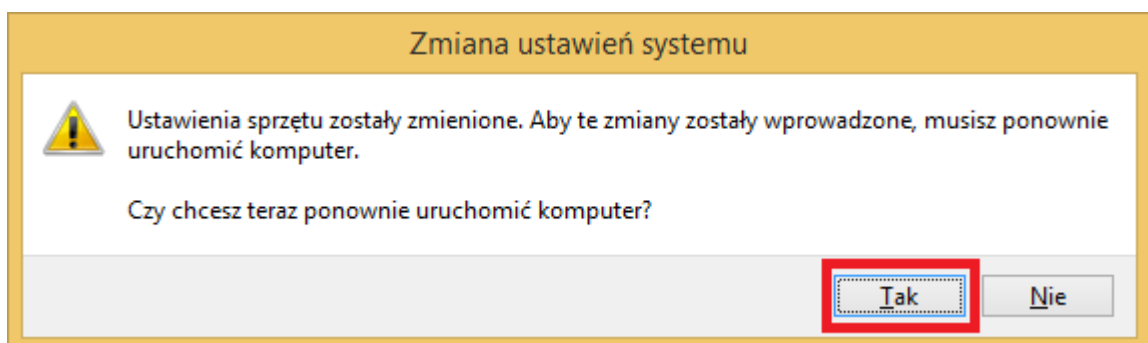 Zmiana ustawień systemu
Ustawienia sprzętu zostały zmienione. Aby te zmiany zostały wprowadzone, musisz ponownie
uruchomić komputer.
Czy chcesz teraz ponownie uruchomić komputer?
Tak
Nie